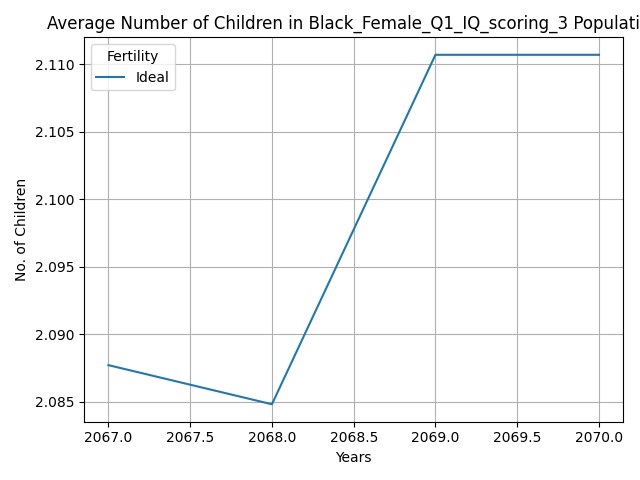 Average Number of Children in Black_Female_Q1_IQ_scoring_3 Populati
Fertility
Ideal
2.110
2.105
2.100
2.095
2.090
2.085
No. of Children
2067.0 2067.5 2068.0 2068.5 2069.0 2069.5 2070.0
Years